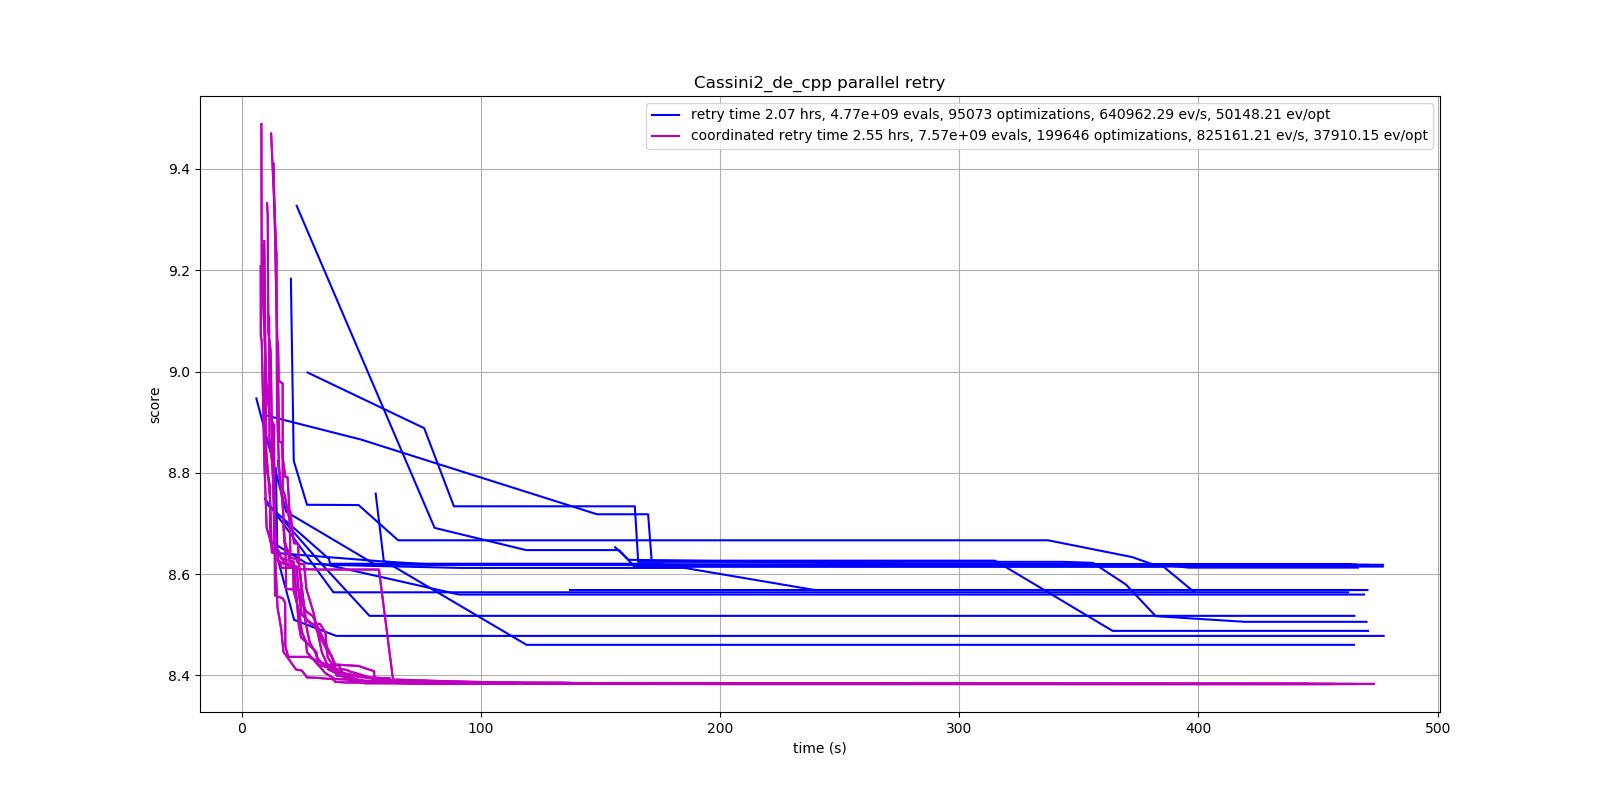 Cassini2_de_cpp parallel retry
retry time 2.07 hrs, 4.77e+09 evals, 95073 optimizations, 640962.29 ev/s, 50148.21 ev/opt
coordinated retry time 2.55 hrs, 7.57e+09 evals, 199646 optimizations, 825161.21 ev/s, 37910.15 ev/opt
score
9.4
9.2
9.0
8.8
8.6
8.4
0 100 200 300 400 500
time (s)